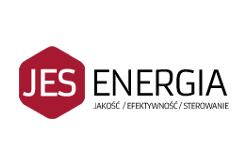 JES ENERGIA
JAKOŚĆ / EFEKTYWNOŚĆ / STEROWANIE